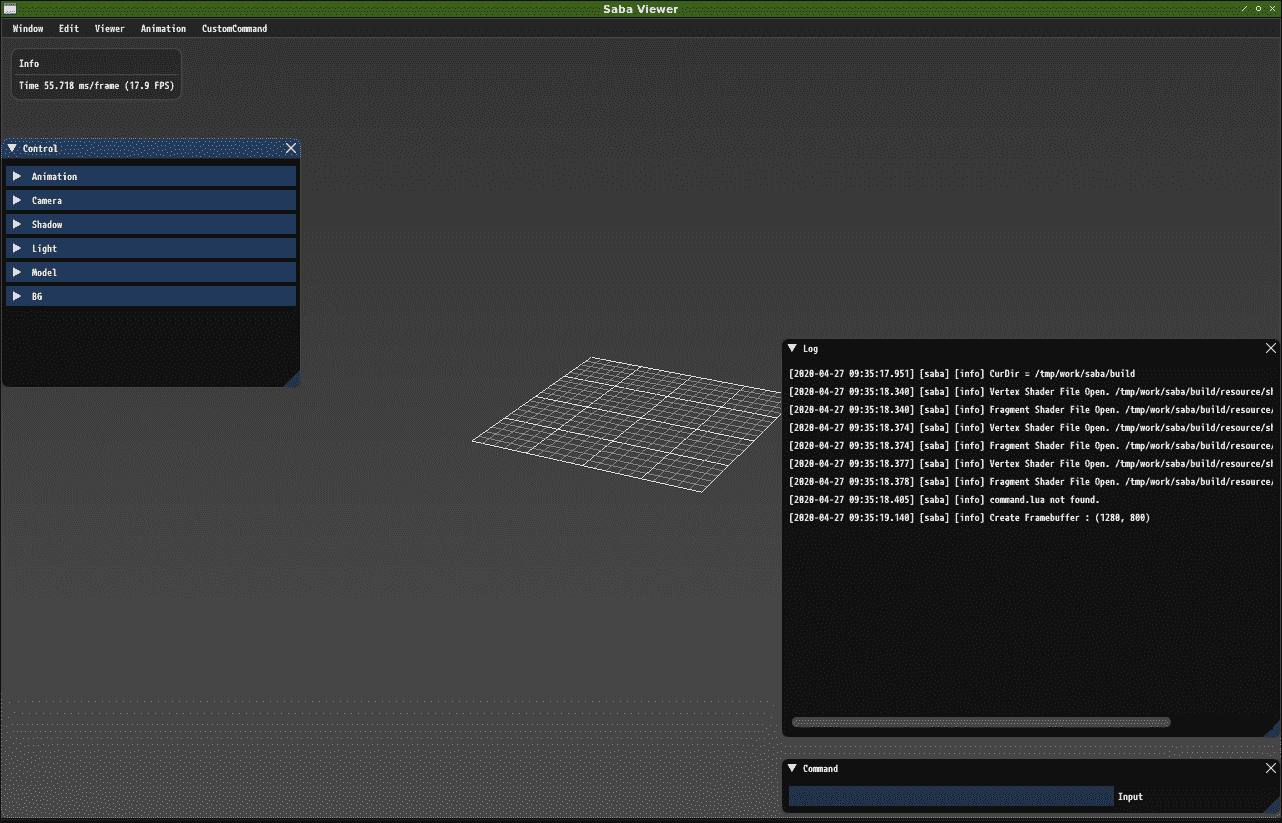 Saba Viewer
Window Edit Viewer Animation CustomCommand
Info
Time 55.718 ms/frame (17.9 FPS)
Control
Animation
Camera
Shadow
Light
Model
BG
Log
[2020-04-27 09:35:17.951] [saba] [info] CurDir = /tmp/work/saba/build
[2020-04-27 09:35:18.340] [saba] [info] Vertex Shader File Open. /tmp/work/saba/build/resource/sh
[2020-04-27 09:35:18.340] [saba] [info] Fragment Shader File Open. /tmp/work/saba/build/resource/
[2020-04-27 09:35:18.374] [saba] [info] Vertex Shader File Open. /tmp/work/saba/build/resource/sh
[2020-04-27 09:35:18.374] [saba] [info] Fragment Shader File Open. /tmp/work/saba/build/resource/
[2020-04-27 09:35:18.377] [saba] [info] Vertex Shader File Open. /tmp/work/saba/build/resource/sh
[2020-04-27 09:35:18.378] [saba] [info] Fragment Shader File Open. /tmp/work/saba/build/resource/
[2020-04-27 09:35:18.405] [saba] [info] command.lua not found.
[2020-04-27 09:35:19.140] [saba] [info] Create Framebuffer : (1280, 800)
Command
Input